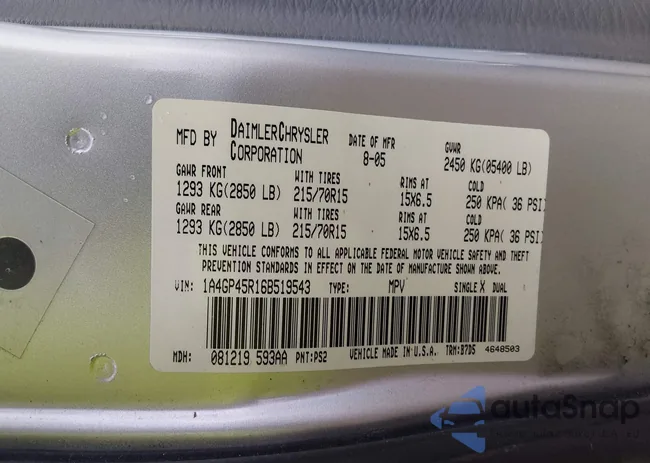 MFD BY DAIMLERCHRYSLER CORPORATION DATE OF MFR 8-05 GVWR 2450 KG(05400 LB)
GAWR FRONT WITH TIRES RIMS AT COLD
1293 KG(2850 LB) 215/70R15 15X6.5 250 KPA( 36 PSI)
GAWR REAR WITH TIRES RIMS AT COLD
1293 KG(2850 LB) 215/70R15 15X6.5 250 KPA( 36 PSI)
THIS VEHICLE CONFORMS TO ALL APPLICABLE FEDERAL MOTOR VEHICLE SAFETY AND THEFT
PREVENTION STANDARDS IN EFFECT ON THE DATE OF MANUFACTURE SHOWN ABOVE.
VIN: 1A4GP45R16B519543 TYPE: MPV SINGLE X DUAL
MDH: 081219 593AA PNT:PS2 VEHICLE MADE IN U.S.A. TRM:B7D5 4648503
autoSnap